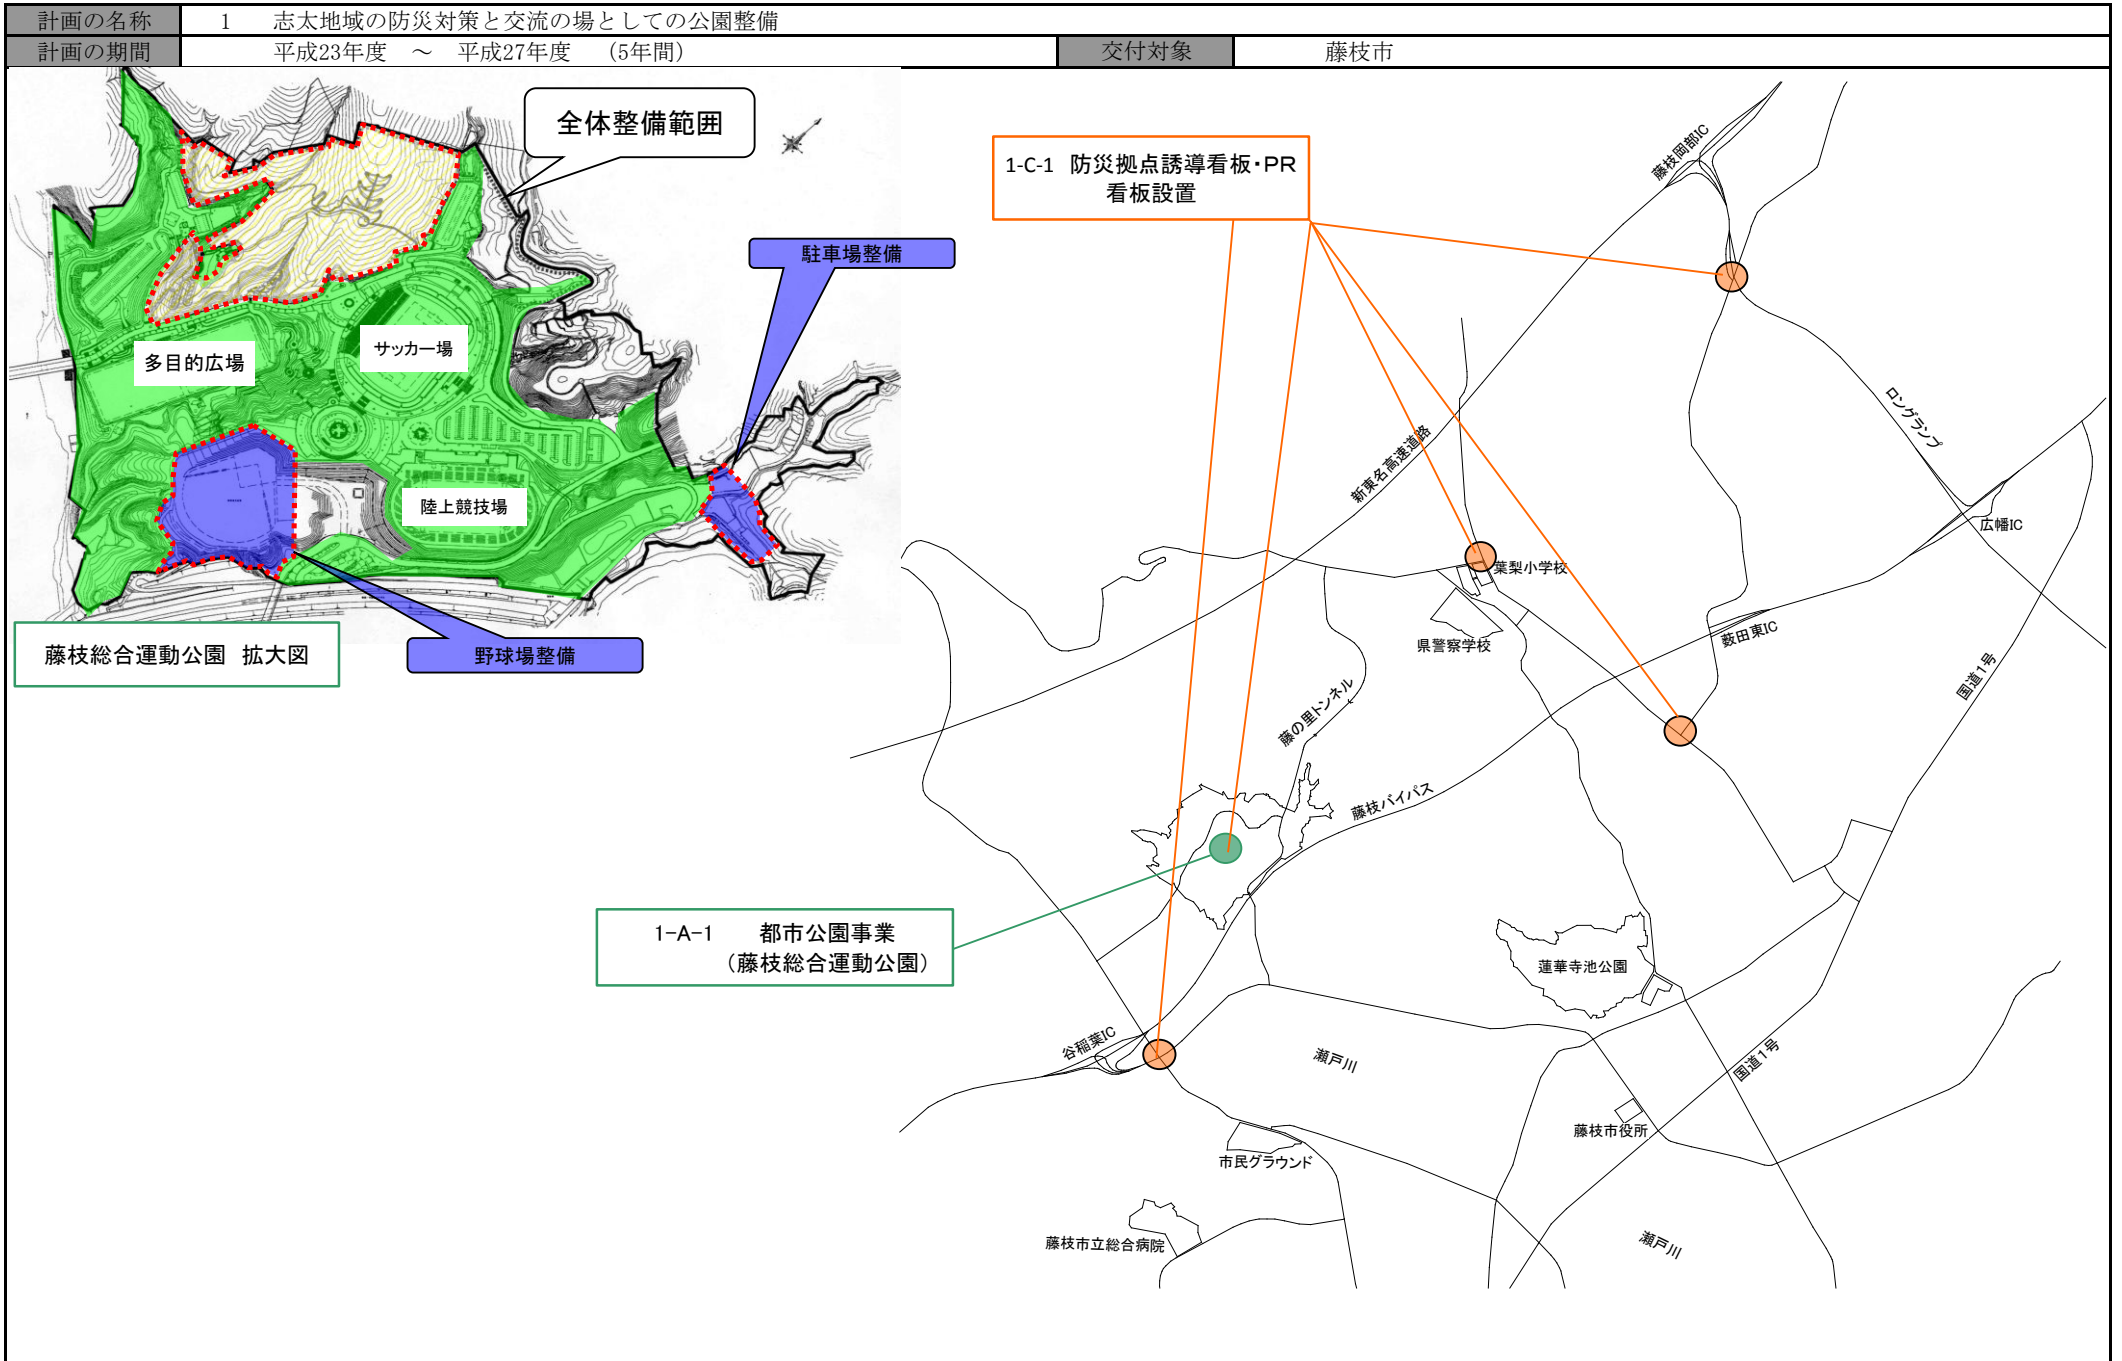 計画の名称 1 志太地域の防災対策と交流の場としての公園整備
計画の期間 平成23年度 ～ 平成27年度 (5年間) 交付対象 藤枝市
全体整備範囲
駐車場整備
多目的広場
サッカー場
陸上競技場
野球場整備
藤枝総合運動公園 拡大図
1-C-1 防災拠点誘導看板・PR
看板設置
藤枝岡部IC
ロングランプ
新東名高速道路
広幡IC
葉梨小学校
県警察学校
薮田東IC
国道1号
藤の里トンネル
藤枝バイパス
1-A-1 都市公園事業
（藤枝総合運動公園）
蓮華寺池公園
谷稲葉IC
瀬戸川
国道1号
藤枝市役所
市民グラウンド
藤枝市立総合病院
瀬戸川